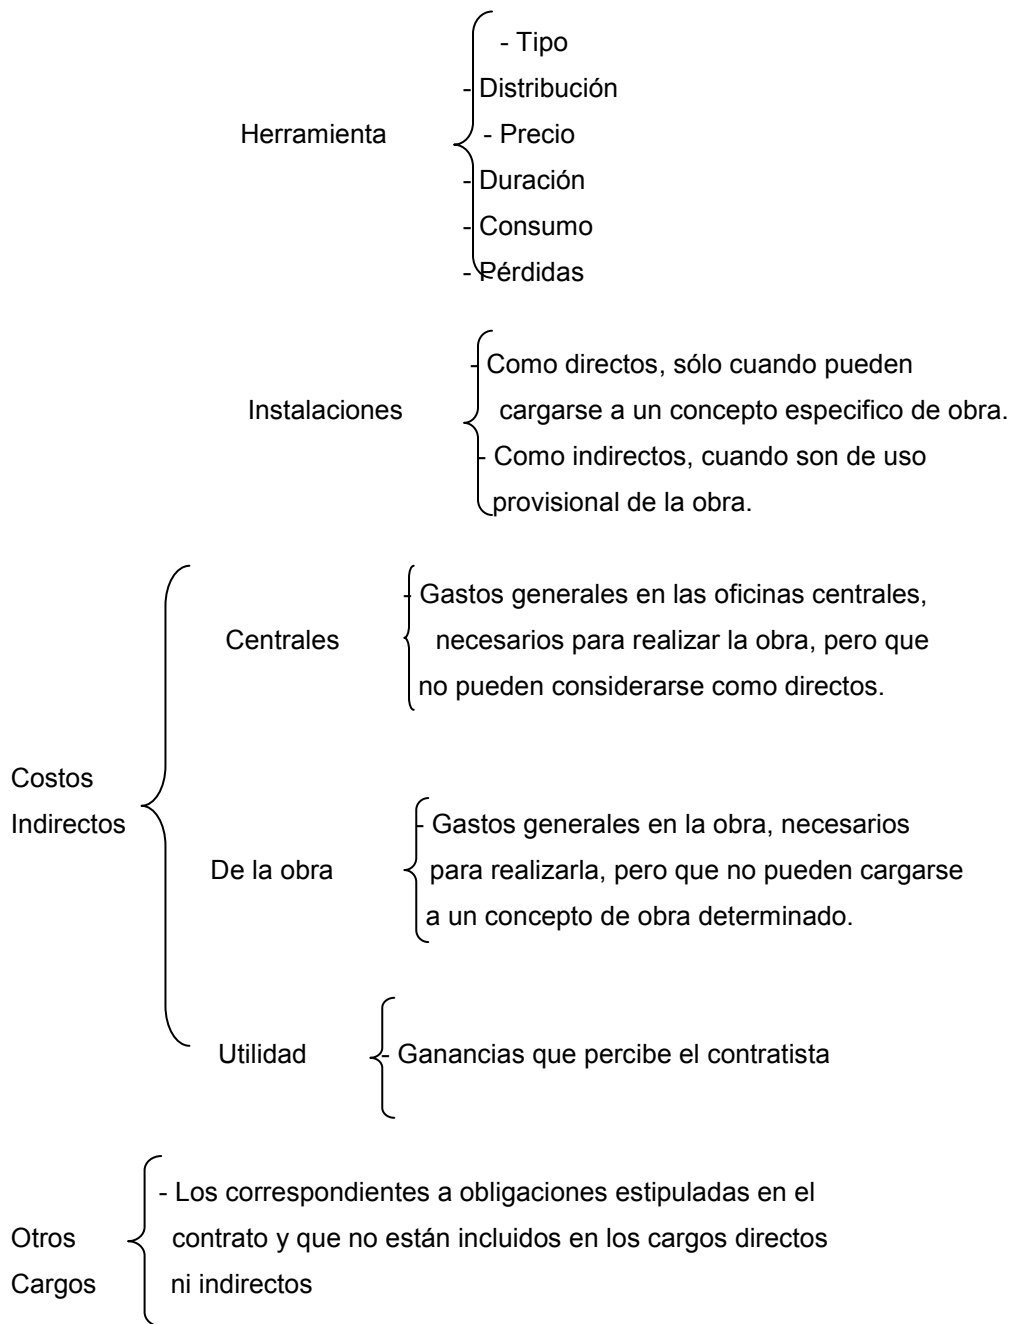 - Tipo
- Distribución
Herramienta - Precio
- Duración
- Consumo
- Pérdidas
- Como directos, sólo cuando pueden
Instalaciones cargarse a un concepto especifico de obra.
- Como indirectos, cuando son de uso
provisional de la obra.
- Gastos generales en las oficinas centrales,
Centrales necesarios para realizar la obra, pero que
no pueden considerarse como directos.
Costos
Indirectos - Gastos generales en la obra, necesarios
De la obra para realizarla, pero que no pueden cargarse
a un concepto de obra determinado.
Utilidad - Ganancias que percibe el contratista
- Los correspondientes a obligaciones estipuladas en el
Otros contrato y que no están incluidos en los cargos directos
Cargos ni indirectos